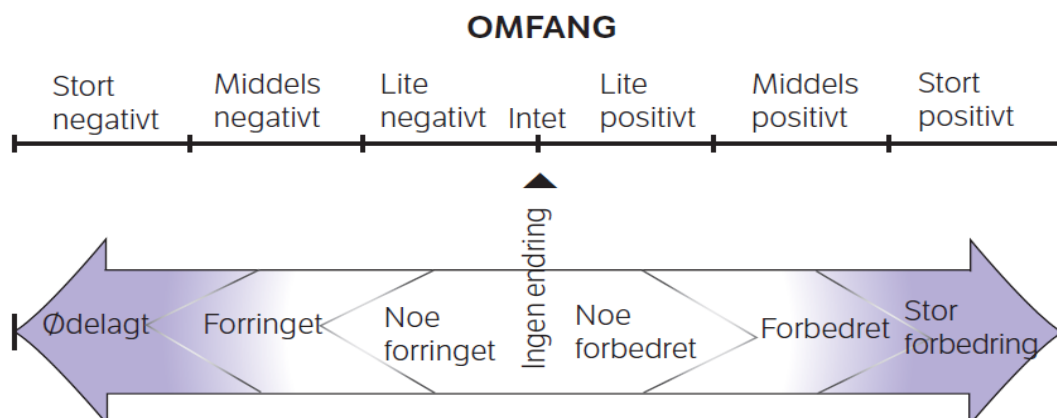 OMFANG
Stort
negativt
Middels
negativt
Lite
negativt
Intet
Lite
positivt
Middels
positivt
Stort
positivt
Ingen endring
Ødelagt
Forringet
Noe
forringet
Noe
forbedret
Forbedret
Stor
forbedring